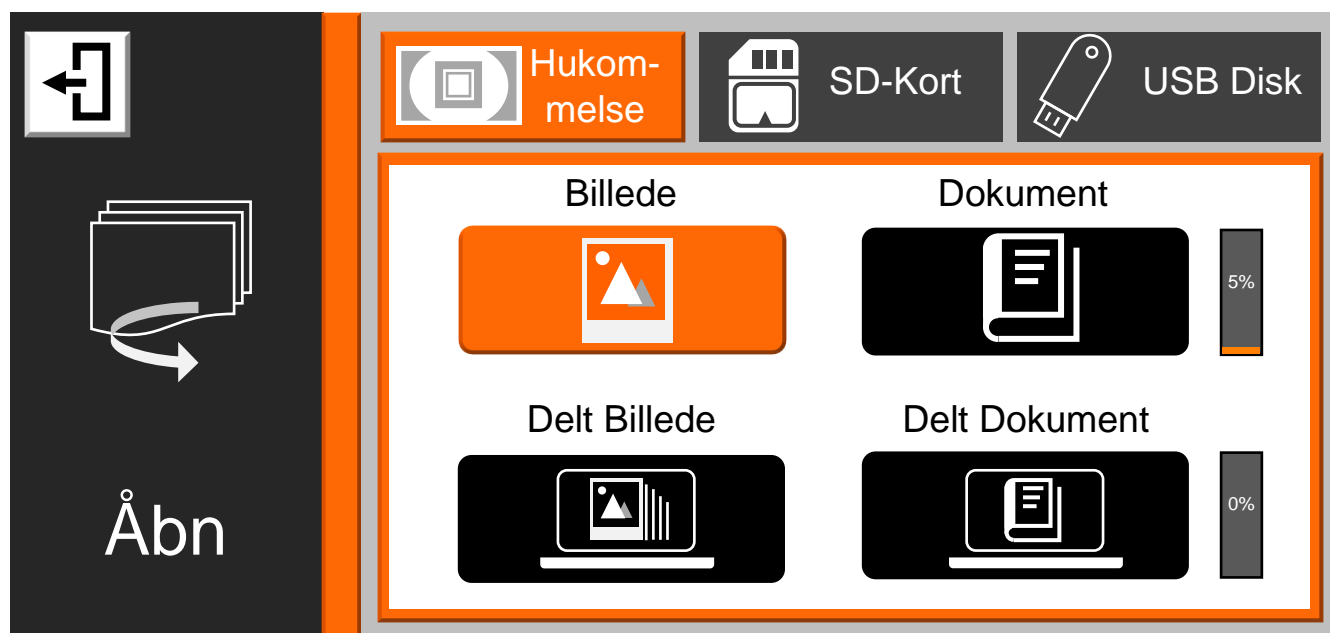 Hukom-
melse
SD-Kort
USB Disk
Billede
Dokument
5%
Delt Billede
Delt Dokument
0%
Åbn